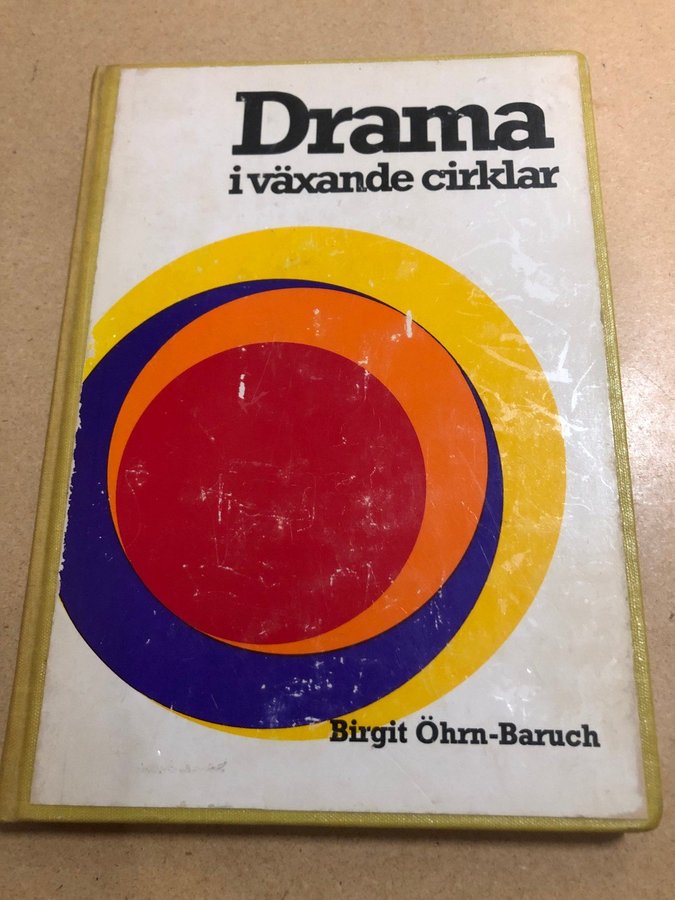 Drama
i växande cirklar
Birgit Öhrn-Baruch